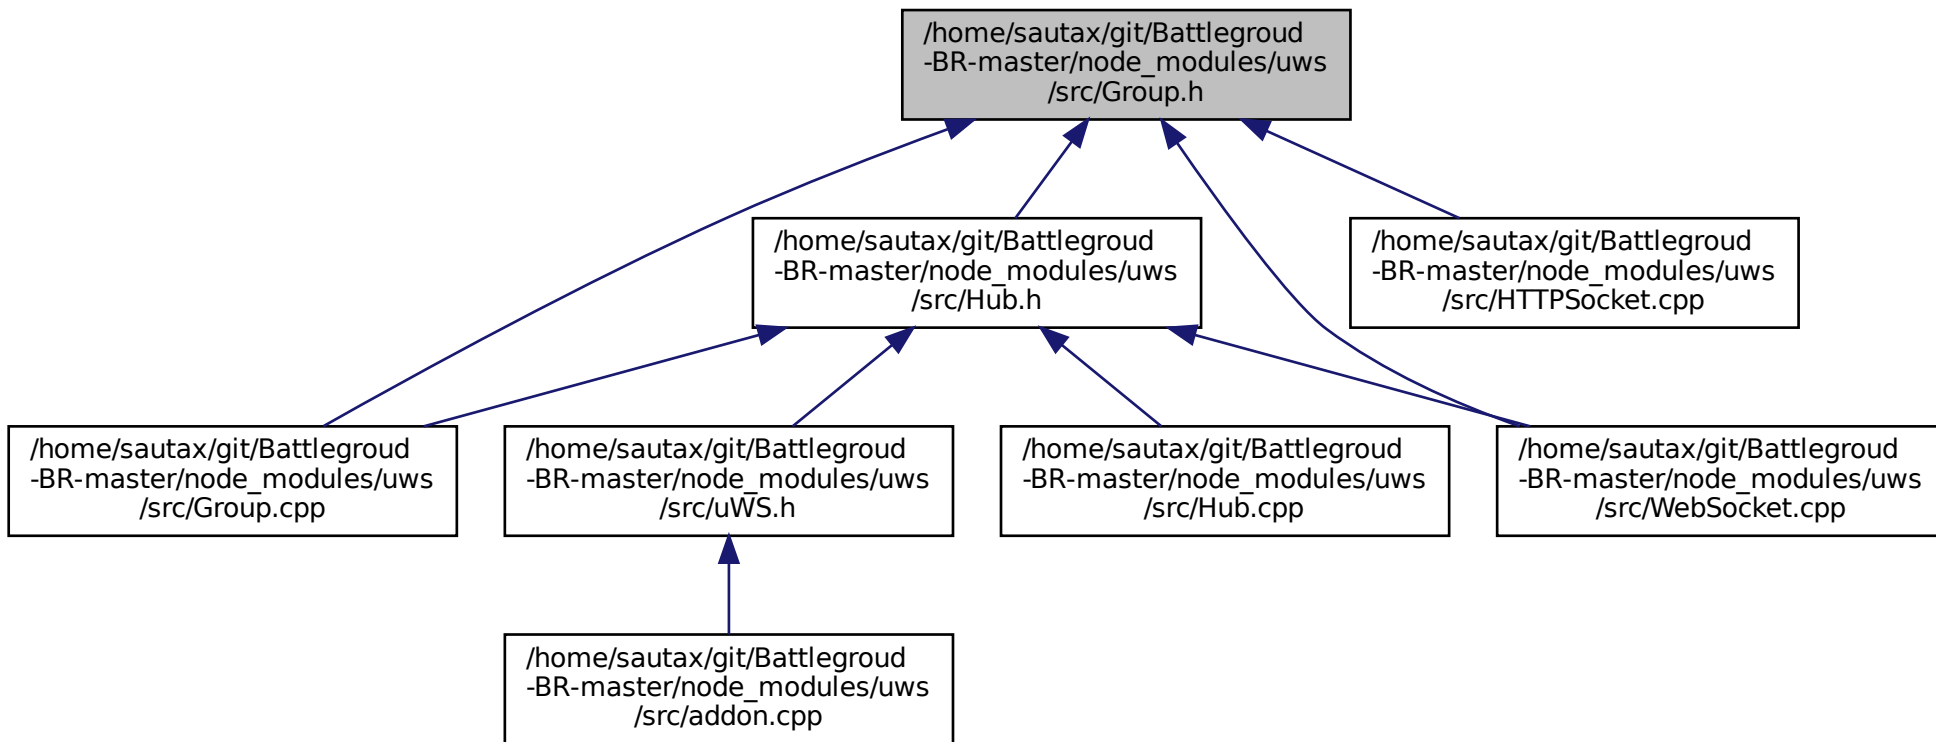 /home/sautax/git/Battlegroud
-BR-master/node_modules/uws
/src/Group.h
/home/sautax/git/Battlegroud
-BR-master/node_modules/uws
/src/Hub.h
/home/sautax/git/Battlegroud
-BR-master/node_modules/uws
/src/HTTPSocket.cpp
/home/sautax/git/Battlegroud
-BR-master/node_modules/uws
/src/Group.cpp
/home/sautax/git/Battlegroud
-BR-master/node_modules/uws
/src/uWS.h
/home/sautax/git/Battlegroud
-BR-master/node_modules/uws
/src/Hub.cpp
/home/sautax/git/Battlegroud
-BR-master/node_modules/uws
/src/WebSocket.cpp
/home/sautax/git/Battlegroud
-BR-master/node_modules/uws
/src/addon.cpp